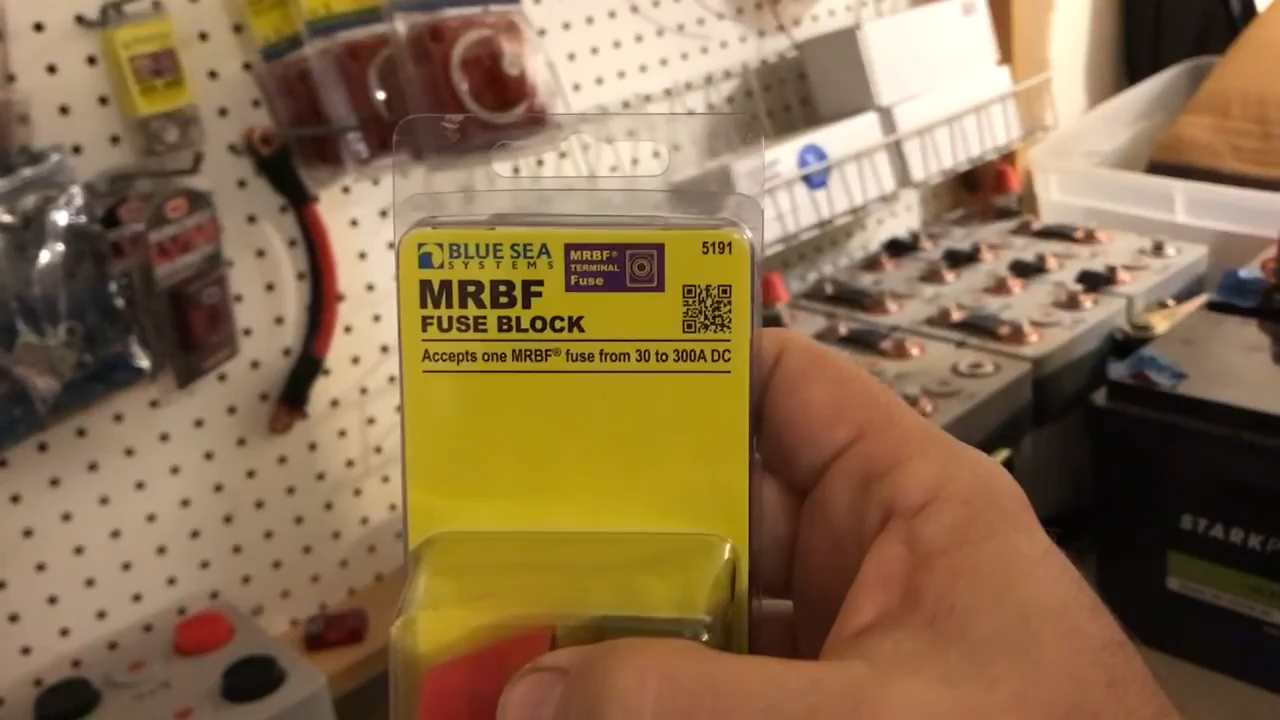 BLUE SEA
SYSTEMS
MRBF®
TERMINAL
Fuse
5191
MRBF
FUSE BLOCK
Accepts one MRBF® fuse from 30 to 300A DC